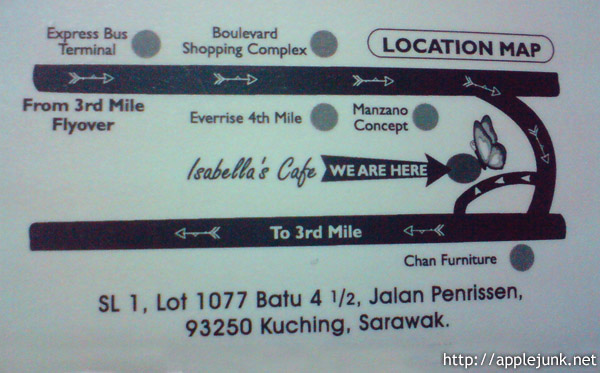 Express Bus
Terminal
Boulevard
Shopping Complex
LOCATION MAP
From 3rd Mile
Flyover
Everrise 4th Mile
Manzano
Concept
Isabella's Cafe
WE ARE HERE
To 3rd Mile
Chan Furniture
SL 1, Lot 1077 Batu 4 1/2, Jalan Penrissen,
93250 Kuching, Sarawak.
http://applejunk.net